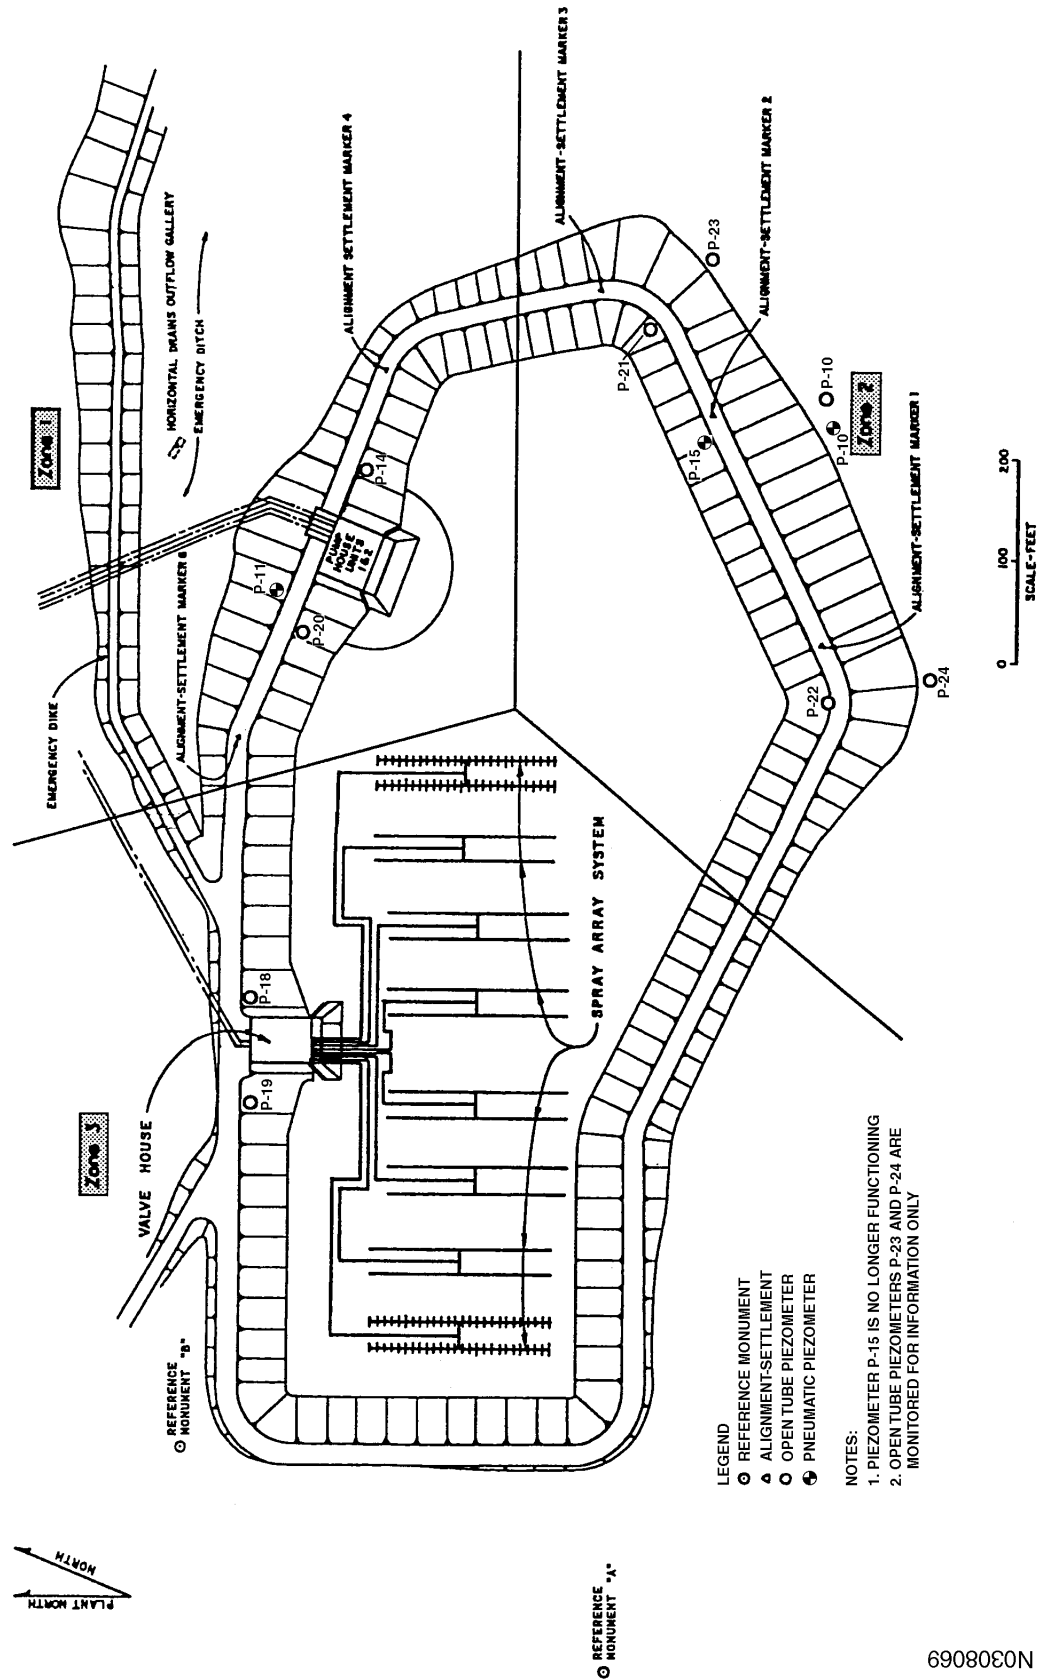 Zone 1
HORIZONTAL DRAINS OUTFLOW GALLERY
EMERGENCY DITCH
ALIGNMENT SETTLEMENT MARKER 4
ALIGNMENT-SETTLEMENT MARKER 3
ALIGNMENT-SETTLEMENT MARKER 2
P-23
P-21
P-10
P-10
Zone 2
P-15
P-14
PUMP
HOUSE
UNITS
1 & 2
P-11
P-20
ALIGNMENT-SETTLEMENT MARKER 1
ALIGNMENT-SETTLEMENT MARKER
EMERGENCY DIKE
P-24
P-22
0 100 200
SCALE-FEET
SPRAY ARRAY SYSTEM
P-18
P-19
Zone 3
VALVE HOUSE
REFERENCE
MONUMENT "B"
PLANT NORTH
NORTH
REFERENCE
MONUMENT "A"
LEGEND
REFERENCE MONUMENT
ALIGNMENT-SETTLEMENT
OPEN TUBE PIEZOMETER
PNEUMATIC PIEZOMETER
NOTES:
1. PIEZOMETER P-15 IS NO LONGER FUNCTIONING
2. OPEN TUBE PIEZOMETERS P-23 AND P-24 ARE
MONITORED FOR INFORMATION ONLY
N0308069